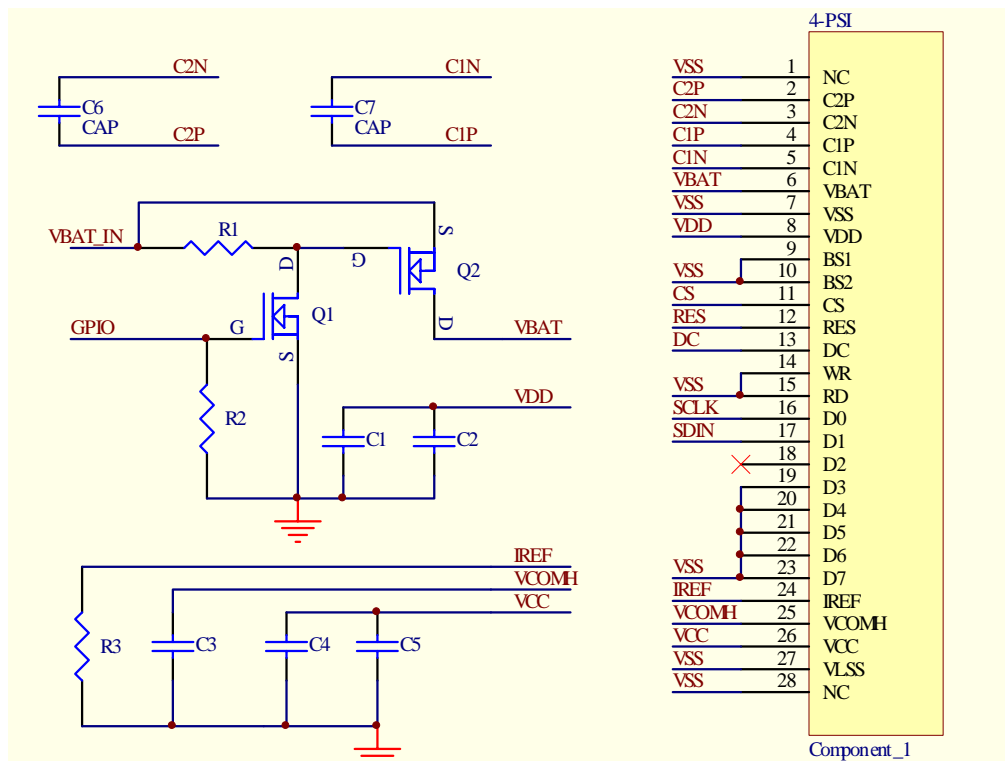 4-PSI
C2N
C6
CAP
C2P
C1N
C7
CAP
C1P
VBAT_IN
R1
D
G
S
Q2
D
VBAT
GPIO
G
Q1
S
R2
VDD
C1
C2
IREF
VCOMH
VCC
R3
C3
C4
C5
VSS 1 NC
C2P 2 C2P
C2N 3 C2N
C1P 4 C1P
C1N 5 C1N
VBAT 6 VBAT
VSS 7 VSS
VDD 8 VDD
9 BS1
VSS 10 BS2
CS 11 CS
RES 12 RES
DC 13 DC
14 WR
VSS 15 RD
SCLK 16 D0
SDIN 17 D1
18 D2
19 D3
20 D4
21 D5
22 D6
VSS 23 D7
IREF 24 IREF
VCOMH 25 VCOMH
VCC 26 VCC
VSS 27 VLSS
VSS 28 NC
Component_1